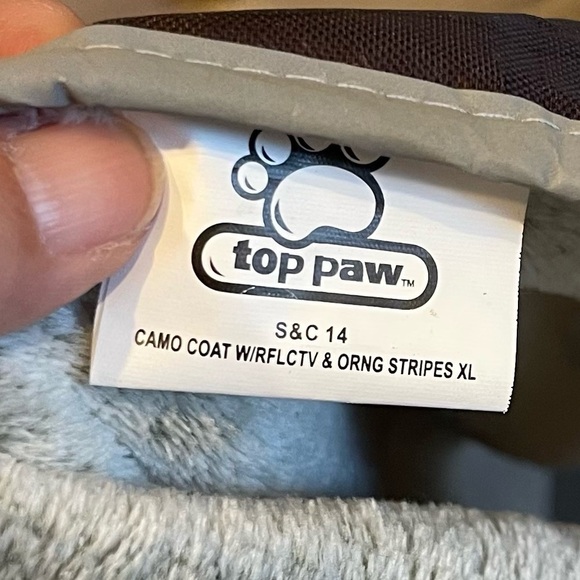 top paw™
S&C 14
CAMO COAT W/RFLCTV & ORNG STRIPES XL